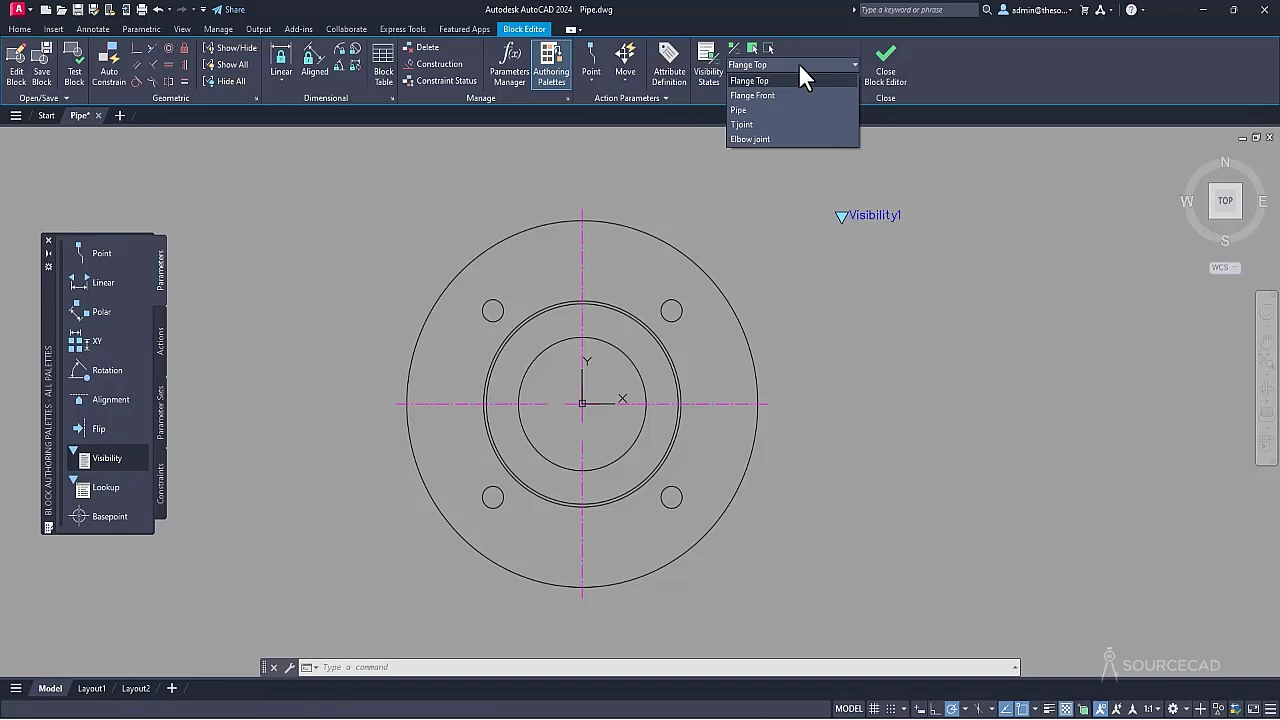 A
Share
Autodesk AutoCAD 2024 Pipe.dwg
Type a keyword or phrase
admin@theso...
Home
Insert
Annotate
Parametric
View
Manage
Output
Add-ins
Collaborate
Express Tools
Featured Apps
Block Editor
Edit Block
Save Block
Test Block
Open/Save
Auto Constrain
Show/Hide
Show All
Hide All
Geometric
Linear
Aligned
Dimensional
Block Table
Delete
Construction
Constraint Status
Parameters Manager
Authoring Palettes
Manage
Point
Move
Action Parameters
Attribute Definition
Visibility States
Flange Top
Flange Top
Flange Front
Pipe
T joint
Elbow joint
Close Block Editor
Close
Start
Pipe*
N
W
TOP
E
S
WCS
Visibility1
Y
X
Point
Linear
Polar
XY
Rotation
Alignment
Flip
Visibility
Lookup
Basepoint
Parameters
Actions
Parameter Sets
Constraints
BLOCK AUTHORING PALETTES - ALL PALETTES
Type a command
SOURCECAD
Model
Layout1
Layout2
MODEL
1:1